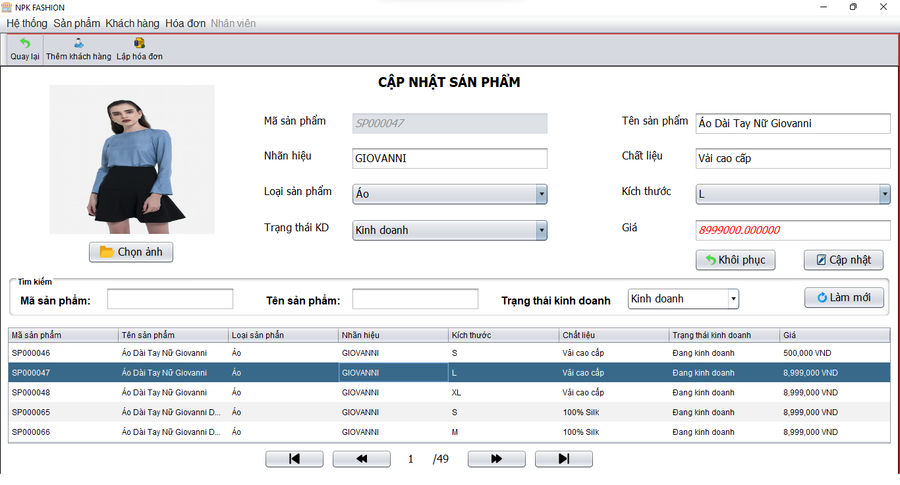 NPK FASHION
Hệ thống Sản phẩm Khách hàng Hóa đơn Nhân viên
Quay lại Thêm khách hàng Lập hóa đơn
CẬP NHẬT SẢN PHẨM
Mã sản phẩm SP000047 Tên sản phẩm Áo Dài Tay Nữ Giovanni
Nhãn hiệu GIOVANNI Chất liệu Vải cao cấp
Loại sản phẩm Áo Kích thước L
Trạng thái KD Kinh doanh Giá 8999000.000000
Chọn ảnh Khôi phục Cập nhật
Tìm kiếm
Mã sản phẩm: Tên sản phẩm: Trạng thái kinh doanh Kinh doanh Làm mới
Mã sản phẩm Tên sản phẩm Loại sản phẩn Nhãn hiệu Kích thước Chất liệu Trạng thái kinh doanh Giá
SP000046 Áo Dài Tay Nữ Giovanni Áo GIOVANNI S Vải cao cấp Đang kinh doanh 500,000 VND
SP000047 Áo Dài Tay Nữ Giovanni Áo GIOVANNI L Vải cao cấp Đang kinh doanh 8,999,000 VND
SP000048 Áo Dài Tay Nữ Giovanni Áo GIOVANNI XL Vải cao cấp Đang kinh doanh 8,999,000 VND
SP000065 Áo Dài Tay Nữ Giovanni D... Áo GIOVANNI S 100% Silk Đang kinh doanh 8,999,000 VND
SP000066 Áo Dài Tay Nữ Giovanni D... Áo GIOVANNI M 100% Silk Đang kinh doanh 8,999,000 VND
1 /49